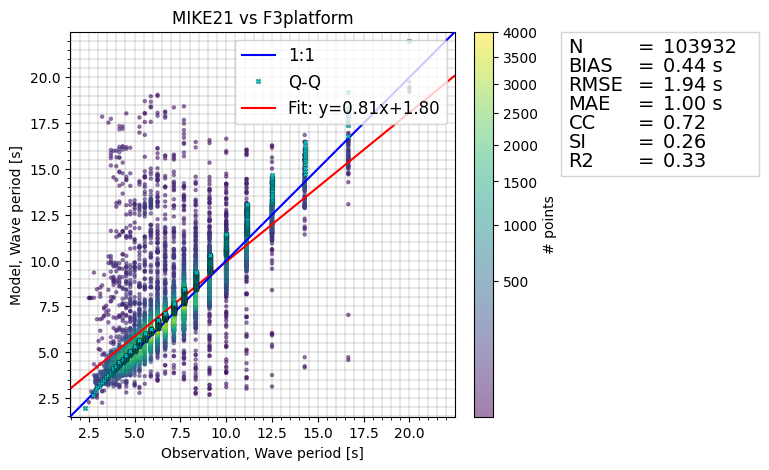 MIKE21 vs F3platform
1:1
Q-Q
Fit: y=0.81x+1.80
20.0
17.5
15.0
12.5
10.0
7.5
5.0
2.5
Model, Wave period [s]
2.5 5.0 7.5 10.0 12.5 15.0 17.5 20.0
Observation, Wave period [s]
4000
3500
3000
2500
2000
1500
1000
500
# points
N = 103932
BIAS = 0.44 s
RMSE = 1.94 s
MAE = 1.00 s
CC = 0.72
SI = 0.26
R2 = 0.33